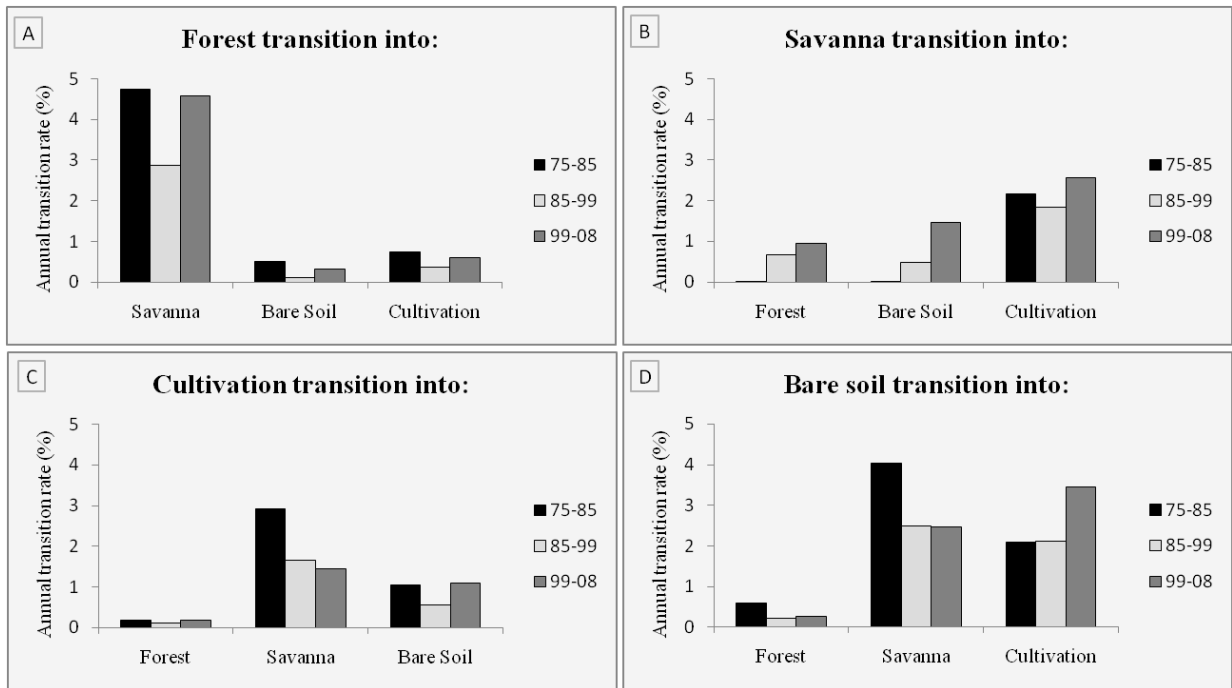 A
Forest transition into:
Annual transition rate (%)
5
4
3
2
1
0
Savanna
Bare Soil
Cultivation
75-85
85-99
99-08
B
Savanna transition into:
Annual transition rate (%)
5
4
3
2
1
0
Forest
Bare Soil
Cultivation
75-85
85-99
99-08
C
Cultivation transition into:
Annual transition rate (%)
5
4
3
2
1
0
Forest
Savanna
Bare Soil
75-85
85-99
99-08
D
Bare soil transition into:
Annual transition rate (%)
5
4
3
2
1
0
Forest
Savanna
Cultivation
75-85
85-99
99-08